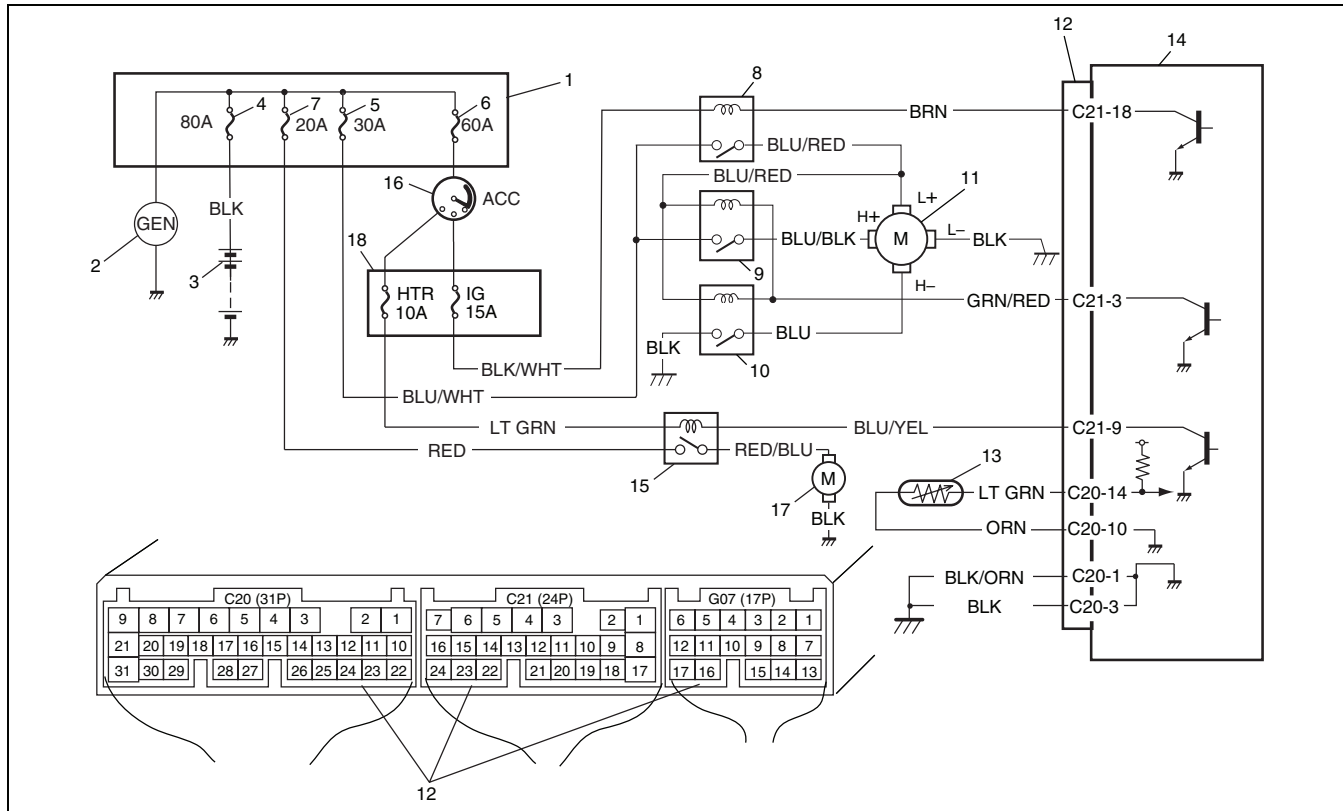 12
14
8
1
4
7
5
6
80A
20A
30A
60A
BRN
C21-18
BLU/RED
16
ACC
BLU/RED
11
L+
H+
GEN
BLK
M
L–
BLK
BLU/BLK
2
3
18
9
H–
HTR
10A
IG
15A
GRN/RED
C21-3
BLU
BLK
10
BLK/WHT
BLU/WHT
LT GRN
BLU/YEL
C21-9
RED
RED/BLU
13
15
M
17
LT GRN
C20-14
BLK
ORN
C20-10
BLK/ORN
C20-1
BLK
C20-3
C20 (31P)
9 8 7 6 5 4 3 2 1
21 20 19 18 17 16 15 14 13 12 11 10
31 30 29 28 27 26 25 24 23 22
C21 (24P)
7 6 5 4 3 2 1
16 15 14 13 12 11 10 9 8
24 23 22 21 20 19 18 17
G07 (17P)
6 5 4 3 2 1
12 11 10 9 8 7
17 16 15 14 13
12